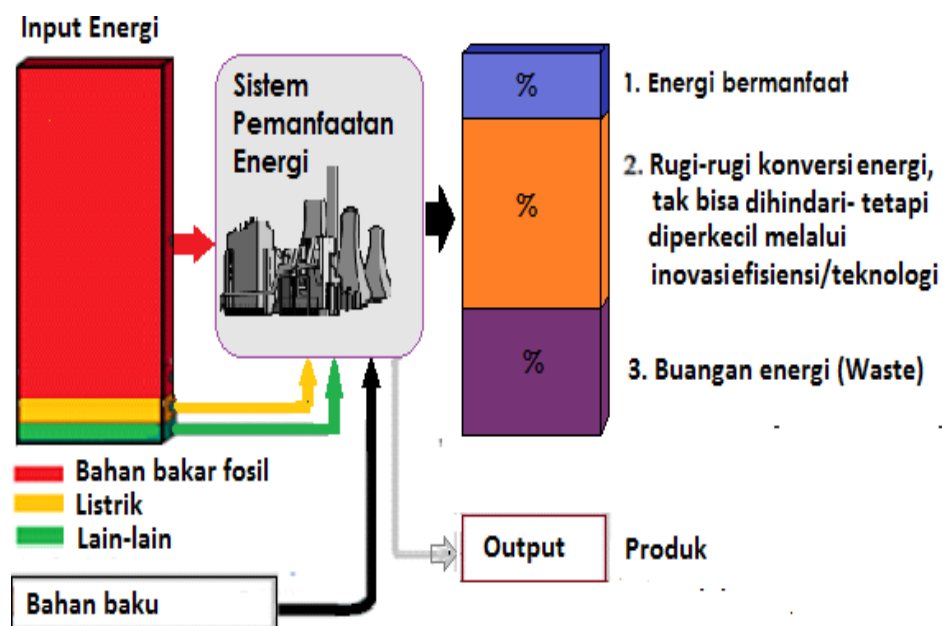 Input Energi
Sistem
Pemanfaatan
Energi
%
%
%
1. Energi bermanfaat
2. Rugi-rugi konversi energi,
tak bisa dihindari- tetapi
diperkecil melalui
inovasiefisiensi/teknologi
3. Buangan energi (Waste)
Bahan bakar fosil
Listrik
Lain-lain
Output
Produk
Bahan baku